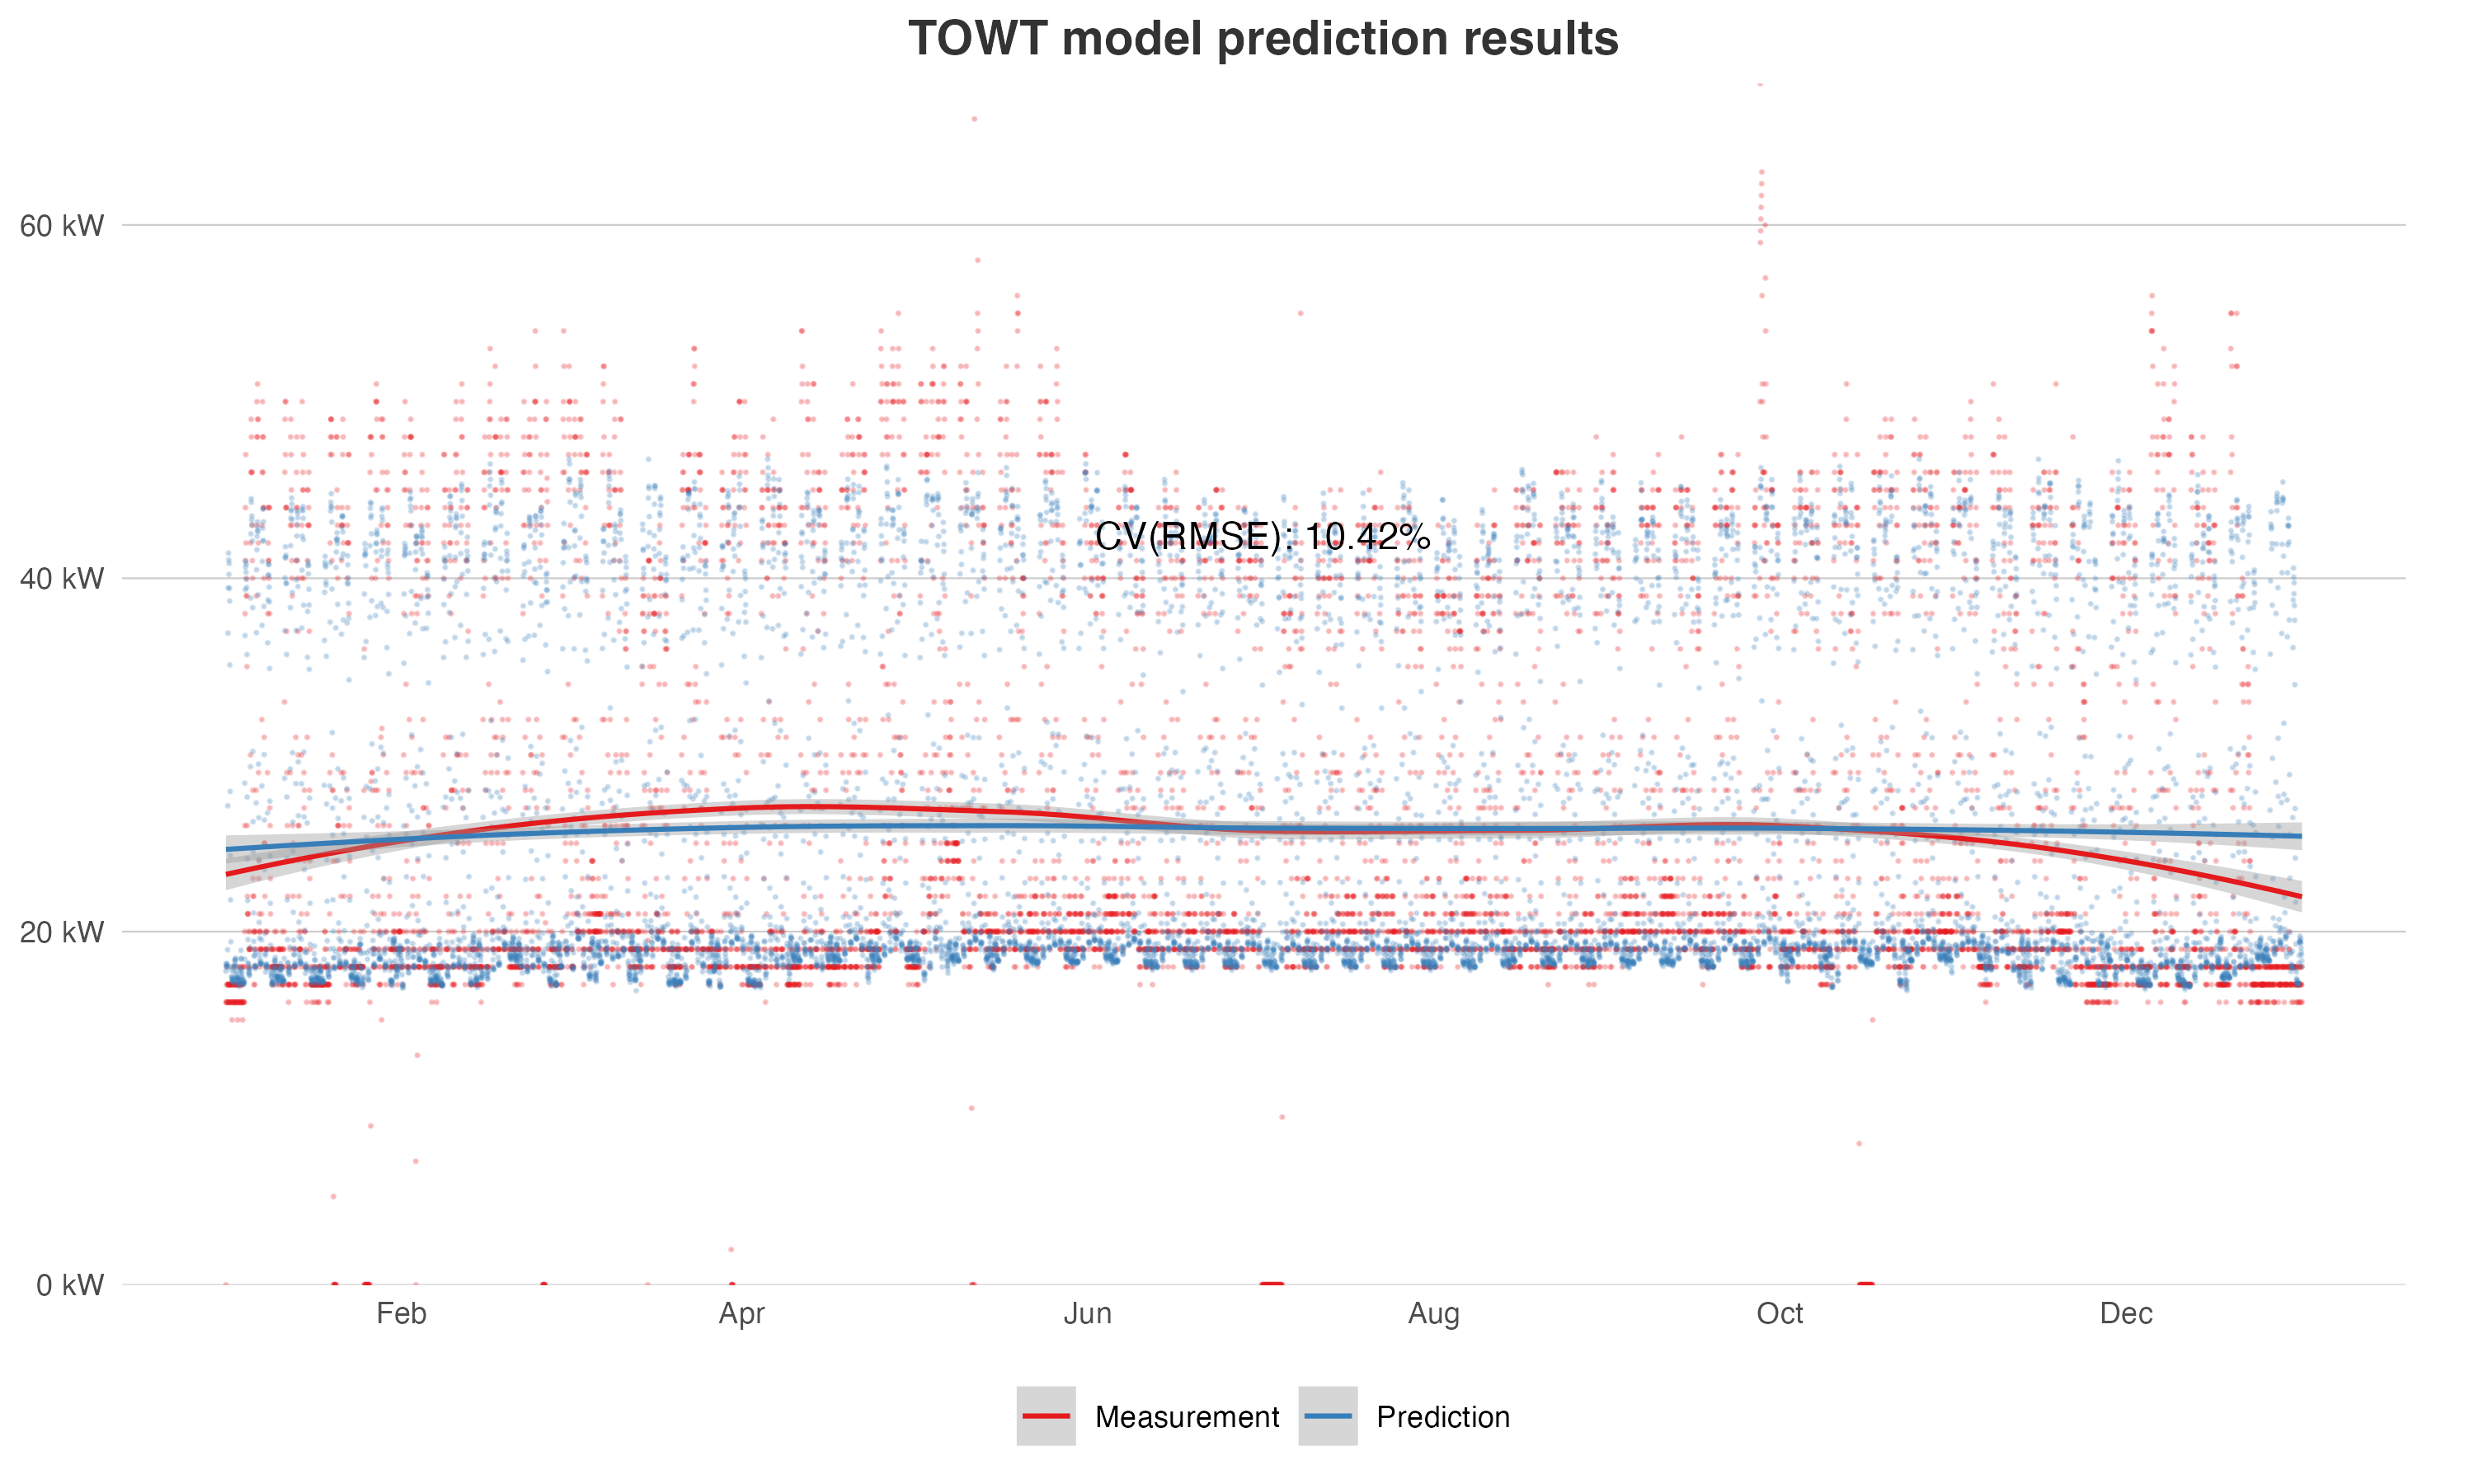 TOWT model prediction results
60 kW
CV(RMSE): 10.42%
40 kW
20 kW
0 kW
Feb Apr Jun Aug Oct Dec
Measurement Prediction